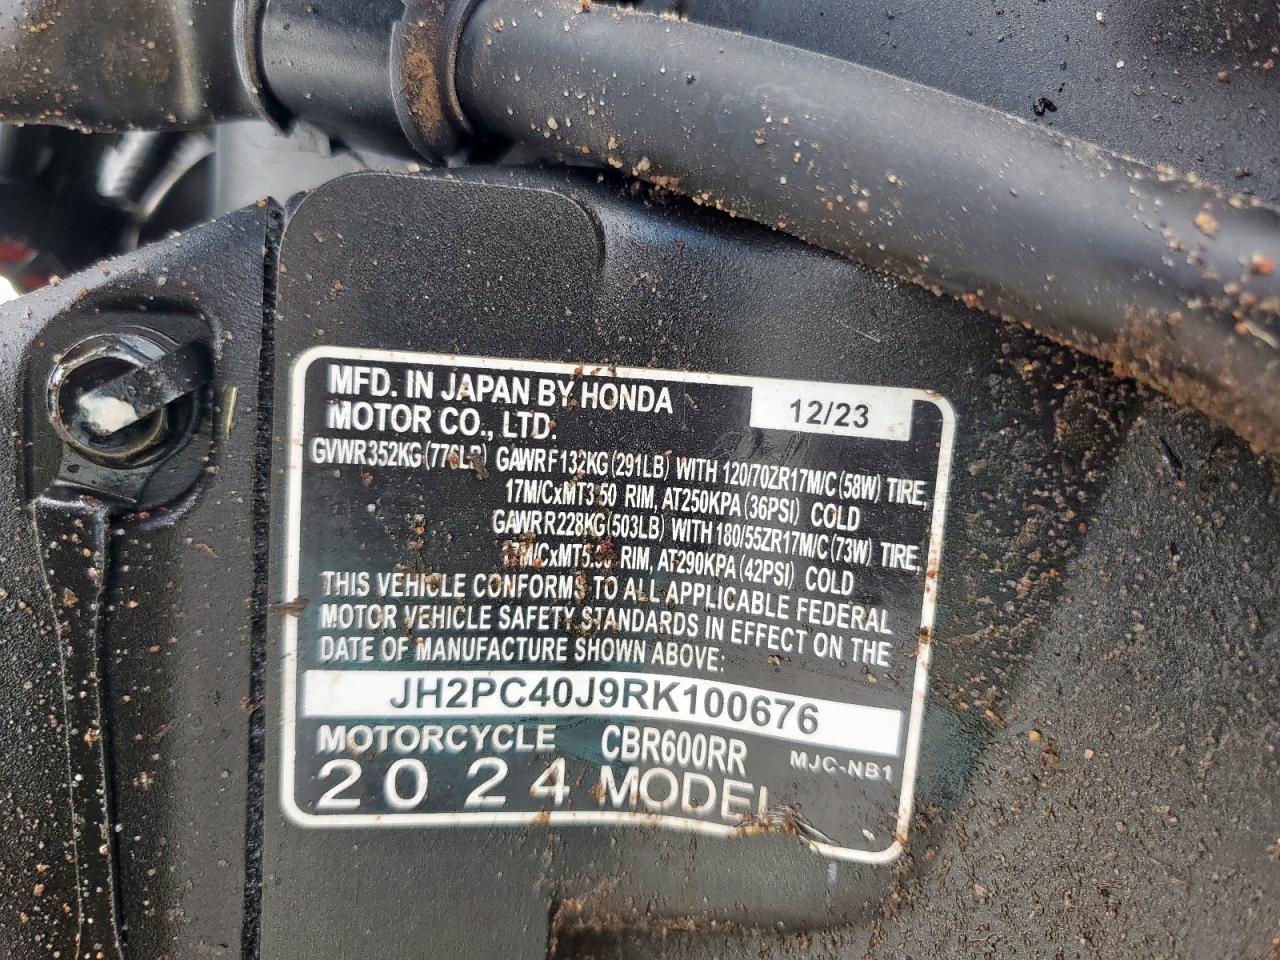 MFD. IN JAPAN BY HONDA
MOTOR CO., LTD.
12/23
GVWR 352KG (776LB) GAWR F 132KG (291LB) WITH 120/70ZR17M/C (58W) TIRE,
17M/CxMT3.50 RIM, AT250KPA (36PSI) COLD
GAWR R 228KG (503LB) WITH 180/55ZR17M/C (73W) TIRE,
RIM, AT290KPA (42PSI) COLD
THIS VEHICLE CONFORMS TO ALL APPLICABLE FEDERAL
MOTOR VEHICLE SAFETY STANDARDS IN EFFECT ON THE
DATE OF MANUFACTURE SHOWN ABOVE:
JH2PC40J9RK100676
MOTORCYCLE CBR600RR MJC-NB1
2024 MODEL